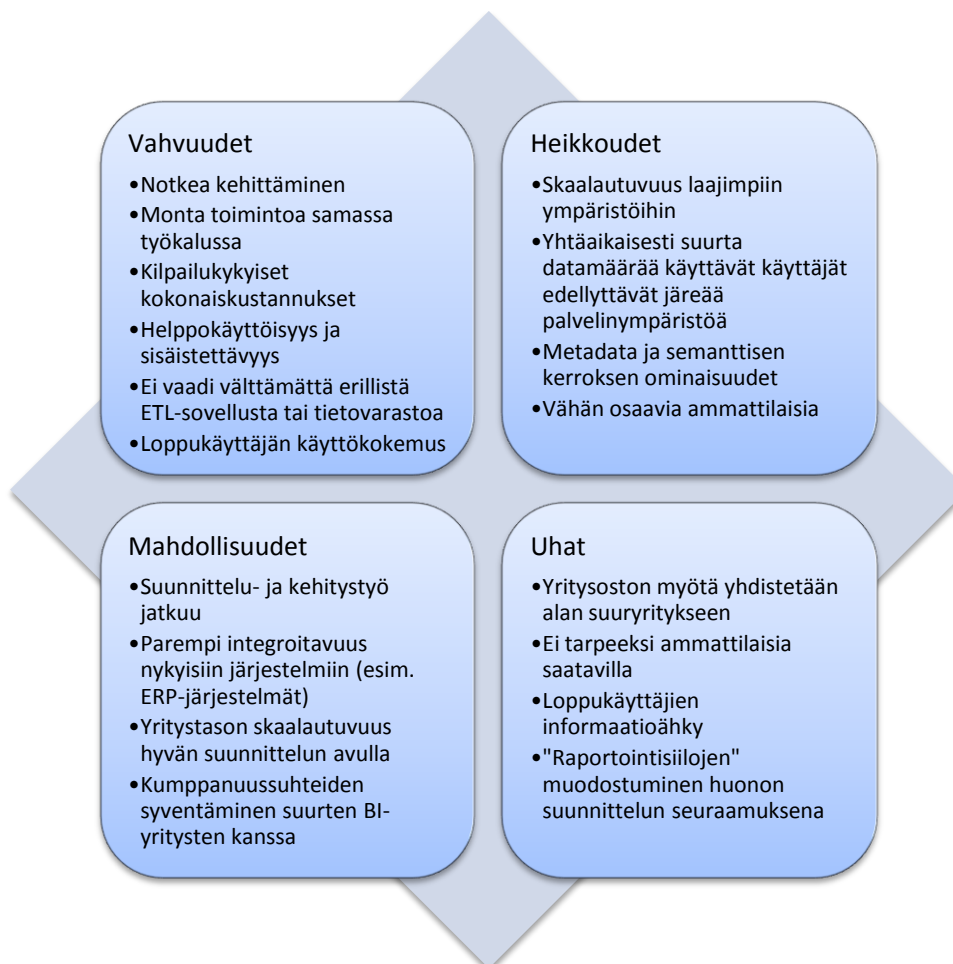 Vahvuudet
•Notkea kehittäminen
•Monta toimintoa samassa
työkalussa
•Kilpailukykyiset
kokonaiskustannukset
•Helppokäyttöisyys ja
sisäistettävyys
•Ei vaadi välttämättä erillistä
ETL-sovellusta tai tietovarastoa
•Loppukäyttäjän käyttökokemus
Heikkoudet
•Skaalautuvuus laajimpiin
ympäristöihin
•Yhtäaikaisesti suurta
datamäärää käyttävät käyttäjät
edellyttävät järeää
palvelinympäristöä
•Metadata ja semanttisen
kerroksen ominaisuudet
•Vähän osaavia ammattilaisia
Mahdollisuudet
•Suunnittelu- ja kehitystyö
jatkuu
•Parempi integroitavuus
nykyisiin järjestelmiin (esim.
ERP-järjestelmät)
•Yritystason skaalautuvuus
hyvän suunnittelun avulla
•Kumppanuussuhteiden
syventäminen suurten BI-
yritysten kanssa
Uhat
•Yritysoston myötä yhdistetään
alan suuryritykseen
•Ei tarpeeksi ammattilaisia
saatavilla
•Loppukäyttäjien
informaatioähky
•"Raportointisiilojen"
muodostuminen huonon
suunnittelun seuraamuksena